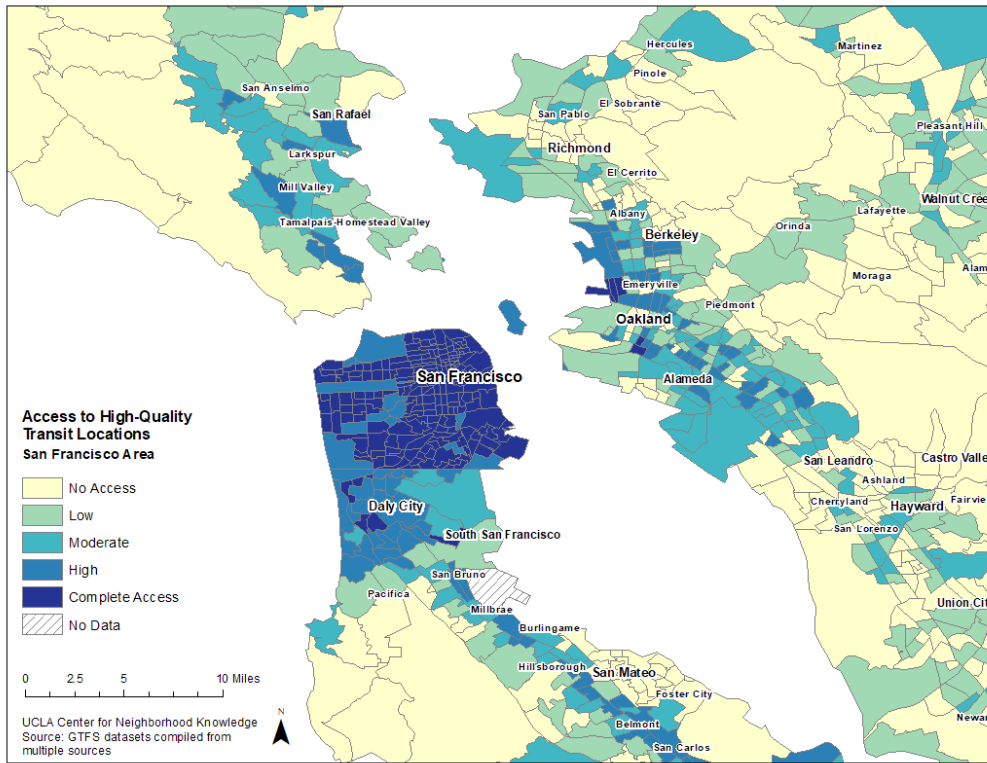 Hercules
Martinez
Pinole
San Anselmo
El Sobrante
San Rafael
San Pablo
Pleasant Hill
Richmond
Larkspur
El Cerrito
Mill Valley
Walnut Cree
Lafayette
Albany
Tamalpais-Homestead Valley
Orinda
Berkeley
Alam
Moraga
Emeryville
Piedmont
Oakland
San Francisco
Alameda
Access to High-Quality
Transit Locations
San Francisco Area
No Access
Low
Moderate
High
Complete Access
No Data
San Leandro
Castro Valle
Ashland
Cherryland
Hayward
Fairvie
Daly City
San Lorenzo
South San Francisco
San Bruno
Pacifica
Union City
Millbrae
Burlingame
Hillsborough
San Mateo
Foster City
Newar
Belmont
San Carlos
0 2.5 5 10 Miles
N
UCLA Center for Neighborhood Knowledge
Source: GTFS datasets compiled from
multiple sources